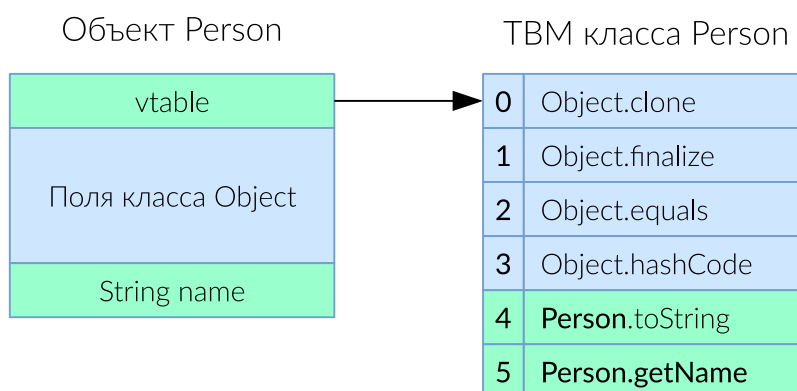 Объект Person
vtable
Поля класса Object
String name
ТВМ класса Person
0 Object.clone
1 Object.finalize
2 Object.equals
3 Object.hashCode
4 Person.toString
5 Person.getName